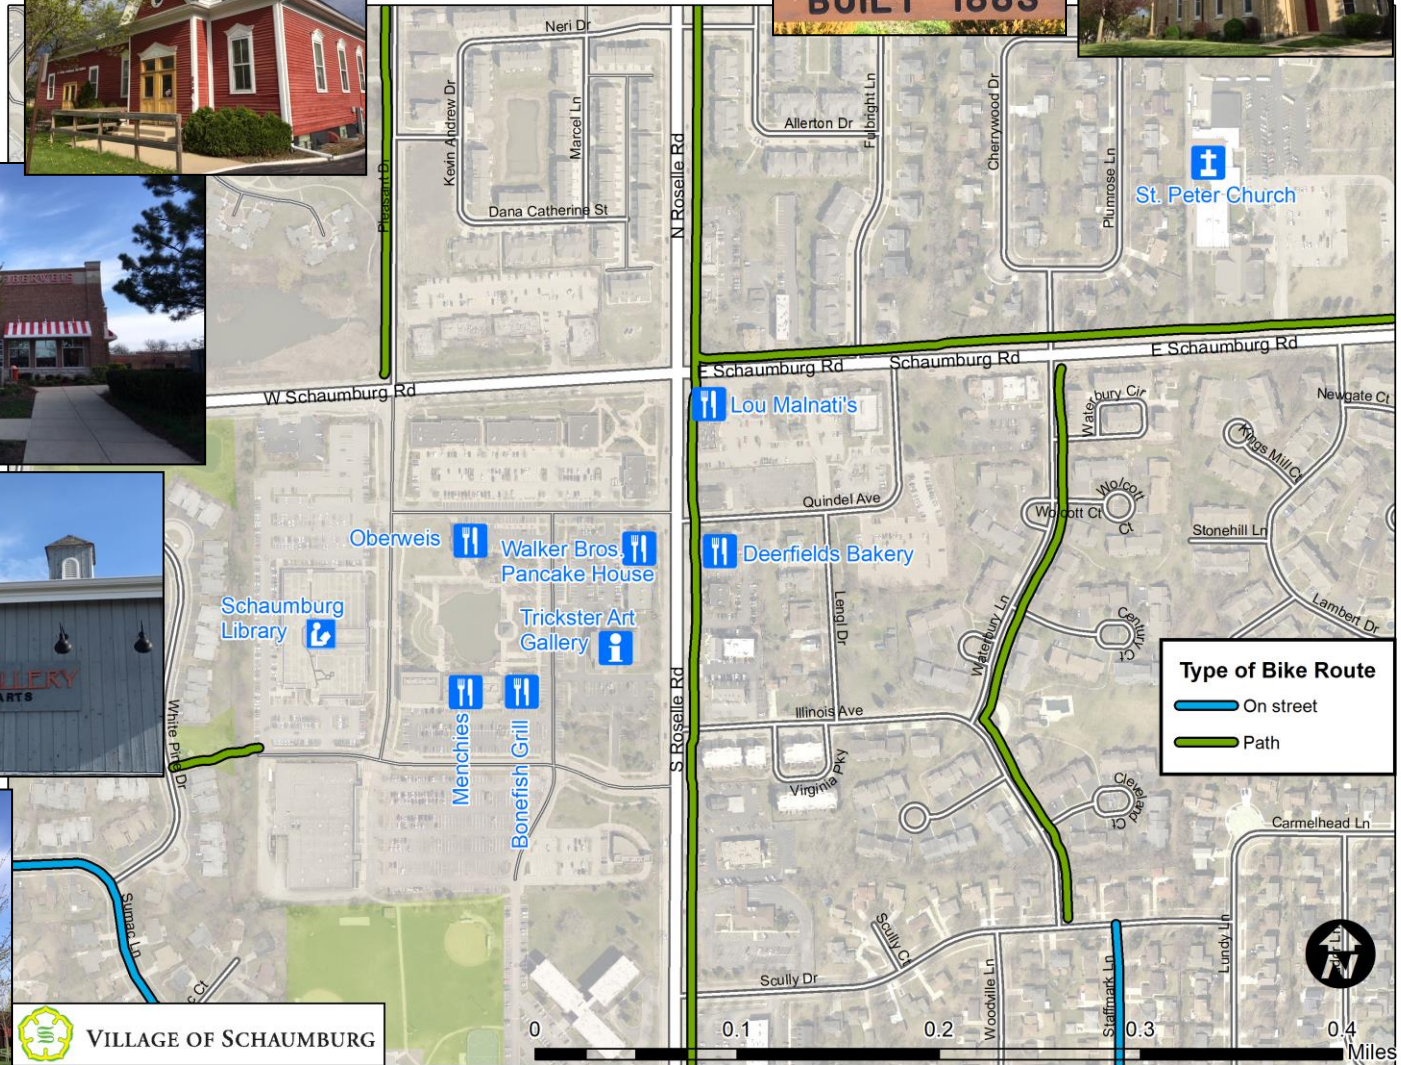 BUILT 1885
Neri Dr
Kevin Andrew Dr
Marcel Ln
N Roselle Rd
Allerton Dr
Fulbright Ln
Cherrywood Dr
Plumrose Ln
St. Peter Church
Pleasant Dr
Dana Catherine St
W Schaumburg Rd
E Schaumburg Rd
Schaumburg Rd
E Schaumburg Rd
Lou Malnati's
Waterbury Cir
Newgate Ct
Kings Mill Ct
Quindel Ave
Wolcott Ct
Wolcott Ct
Stonehill Ln
Oberweis
Walker Bros.
Pancake House
Deerfields Bakery
Schaumburg
Library
Trickster Art
Gallery
Lengl Dr
Waterbury Ln
Century Ct
Lambert Dr
LLERY
ARTS
Type of Bike Route
On street
Path
White Pine Dr
Menchies
Bonefish Grill
S Roselle Rd
Illinois Ave
Virginia Pky
Cleveland Ct
Carmelhead Ln
Sumac Ln
c Ct
Scully Ct
Scully Dr
Woodville Ln
Staffmark Ln
Lundy Ln
N
VILLAGE OF SCHAUMBURG
0 0.1 0.2 0.3 0.4
Miles